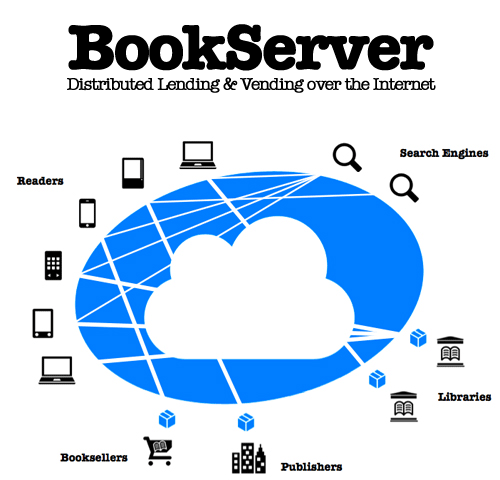 BookServer
Distributed Lending & Vending over the Internet
Search Engines
Readers
Libraries
Booksellers
Publishers